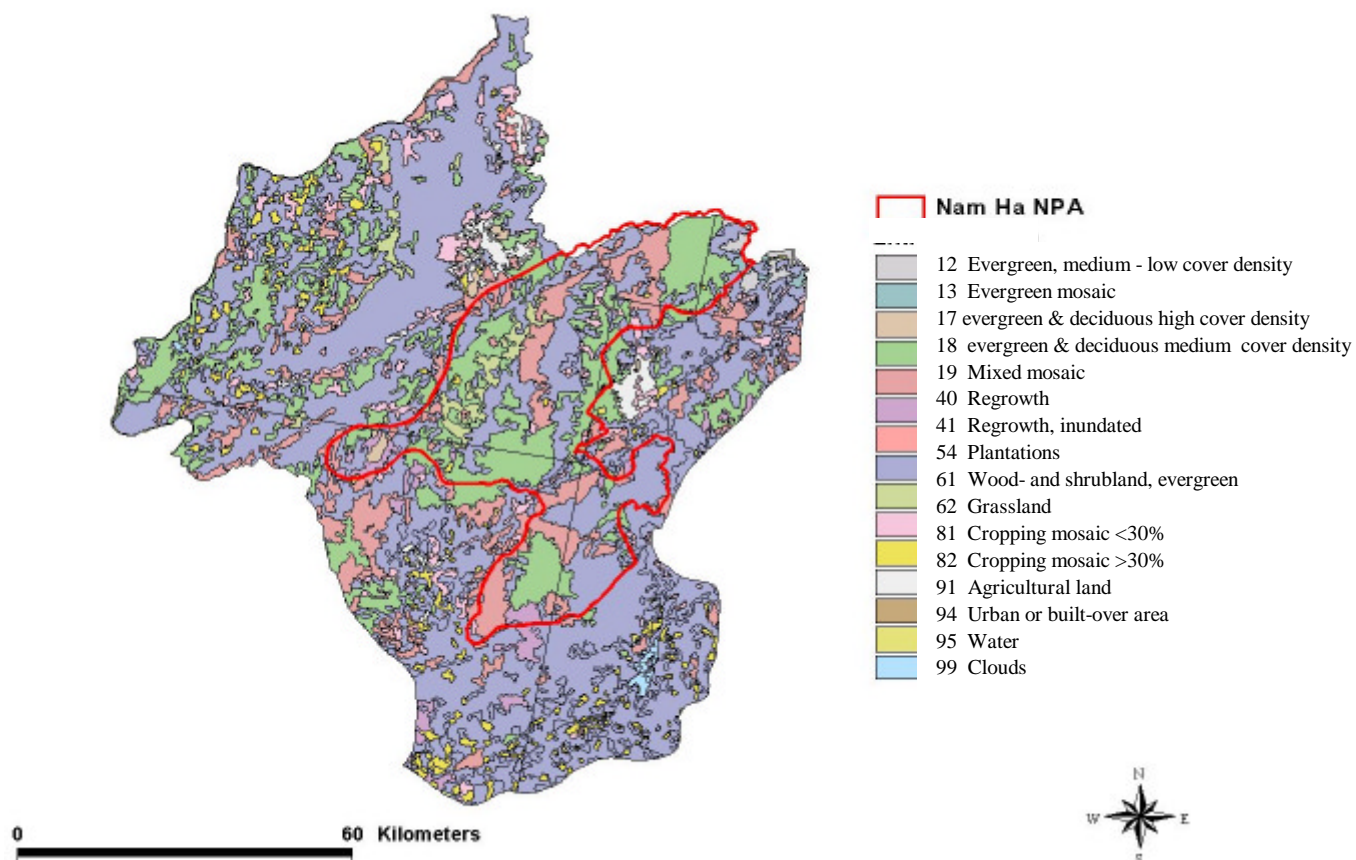 Nam Ha NPA
12 Evergreen, medium - low cover density
13 Evergreen mosaic
17 evergreen & deciduous high cover density
18 evergreen & deciduous medium cover density
19 Mixed mosaic
40 Regrowth
41 Regrowth, inundated
54 Plantations
61 Wood- and shrubland, evergreen
62 Grassland
81 Cropping mosaic <30%
82 Cropping mosaic >30%
91 Agricultural land
94 Urban or built-over area
95 Water
99 Clouds
N
W E
S
0 60 Kilometers